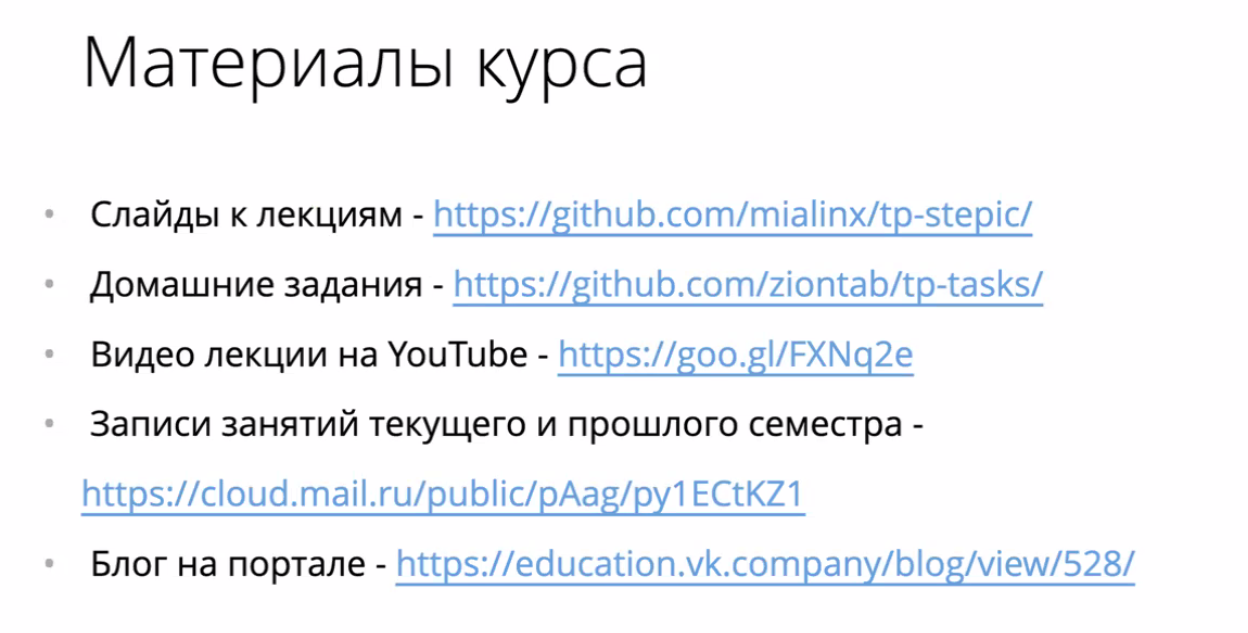 Материалы курса
• Слайды к лекциям - https://github.com/mialinx/tp-stepic/
• Домашние задания - https://github.com/ziontab/tp-tasks/
• Видео лекции на YouTube - https://goo.gl/FXNq2e
• Записи занятий текущего и прошлого семестра -
https://cloud.mail.ru/public/pAag/py1ECtKZ1
• Блог на портале - https://education.vk.company/blog/view/528/